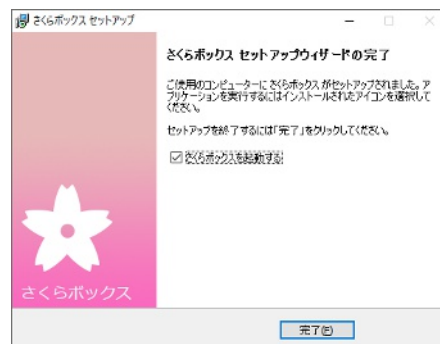 さくらボックス セットアップ
さくらボックス セットアップウィザードの完了
ご使用のコンピューターに さくらボックス がセットアップされました。ア
プリケーションを実行するにはインストールされたアイコンを選択して
ください。
セットアップを終了するには「完了」をクリックしてください。
さくらボックスを起動する
さくらボックス
完了(F)